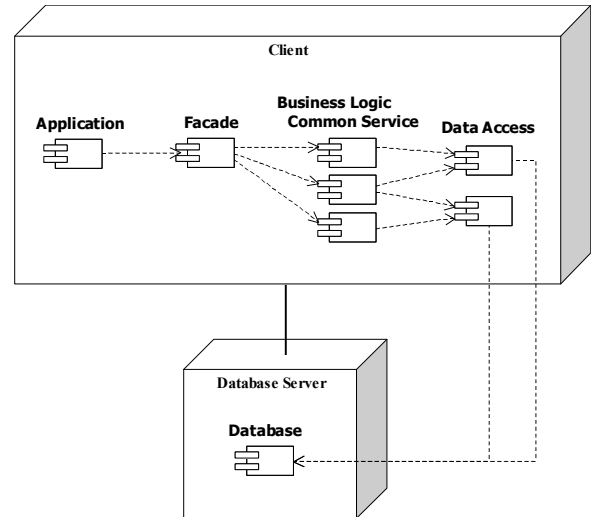 Client
Application
Facade
Business Logic
Common Service
Data Access
Database Server
Database